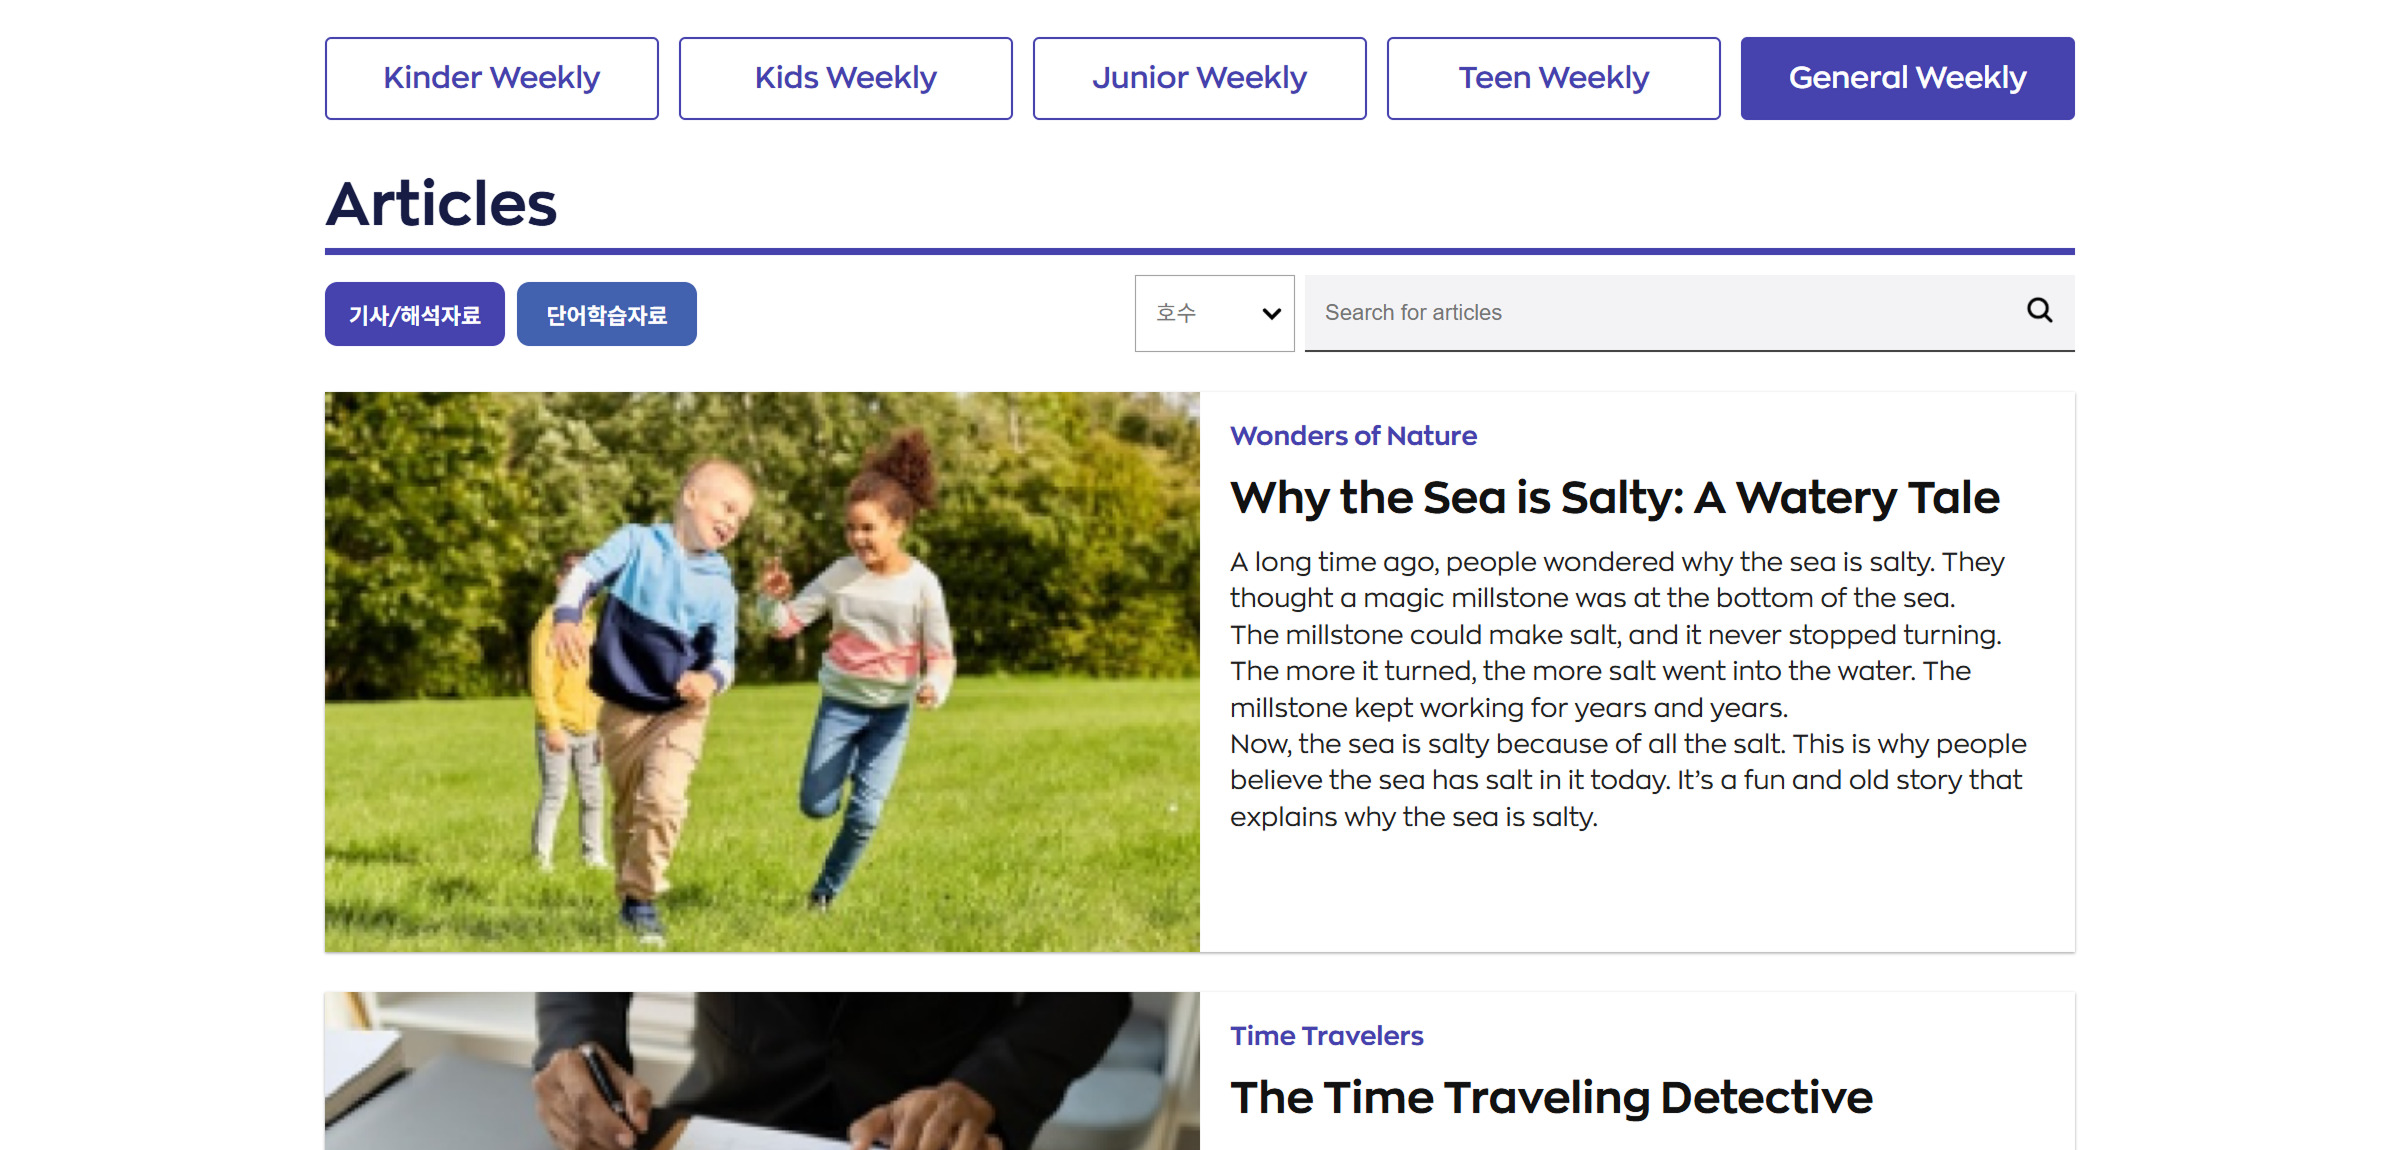 Kinder Weekly
Kids Weekly
Junior Weekly
Teen Weekly
General Weekly
Articles
기사/해석자료
단어학습자료
호수
Search for articles
Wonders of Nature
Why the Sea is Salty: A Watery Tale
A long time ago, people wondered why the sea is salty. They
thought a magic millstone was at the bottom of the sea.
The millstone could make salt, and it never stopped turning.
The more it turned, the more salt went into the water. The
millstone kept working for years and years.
Now, the sea is salty because of all the salt. This is why people
believe the sea has salt in it today. It’s a fun and old story that
explains why the sea is salty.
Time Travelers
The Time Traveling Detective